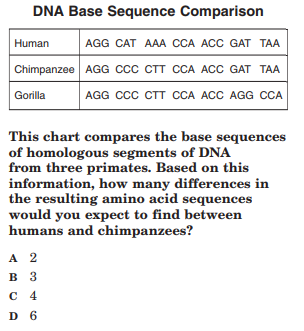 DNA Base Sequence Comparison
Human AGG CAT AAA CCA ACC GAT TAA
Chimpanzee AGG CCC CTT CCA ACC GAT TAA
Gorilla AGG CCC CTT CCA ACC AGG CCA
This chart compares the base sequences
of homologous segments of DNA
from three primates. Based on this
information, how many differences in
the resulting amino acid sequences
would you expect to find between
humans and chimpanzees?
A 2
B 3
C 4
D 6